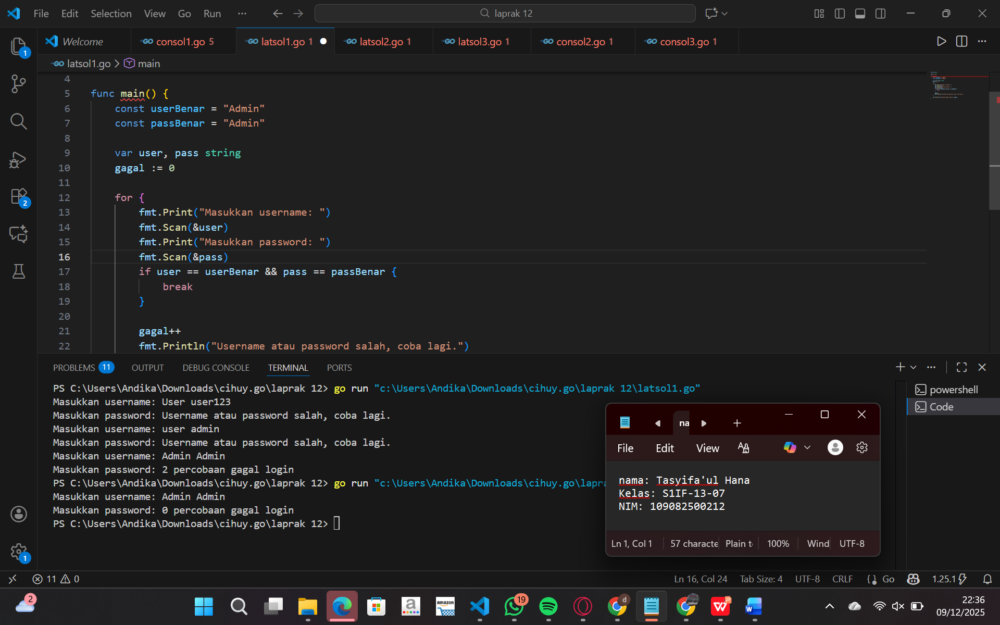 File Edit Selection View Go Run ··· laprak 12
Welcome consol1.go 5 latsol1.go 1 latsol2.go 1 latsol3.go 1 consol2.go 1 consol3.go 1
latsol1.go > main
4
5 func main() {
6 const userBenar = "Admin"
7 const passBenar = "Admin"
8
9 var user, pass string
10 gagal := 0
11
12 for {
13 fmt.Print("Masukkan username: ")
14 fmt.Scan(&user)
15 fmt.Print("Masukkan password: ")
16 fmt.Scan(&pass)
17 if user == userBenar && pass == passBenar {
18 break
19 }
20
21 gagal++
22 fmt.Println("Username atau password salah, coba lagi.")
PROBLEMS 11 OUTPUT DEBUG CONSOLE TERMINAL PORTS
PS C:\Users\Andika\Downloads\cihuy.go\laprak 12> go run "c:\Users\Andika\Downloads\cihuy.go\laprak 12\latsol1.go"
Masukkan username: User user123
Masukkan password: Username atau password salah, coba lagi.
Masukkan username: user admin
Masukkan password: Username atau password salah, coba lagi.
Masukkan username: Admin Admin
Masukkan password: 2 percobaan gagal login
PS C:\Users\Andika\Downloads\cihuy.go\laprak 12> go run "c:\Users\Andika\Downloads\cihuy.go\lapra
Masukkan username: Admin Admin
Masukkan password: 0 percobaan gagal login
PS C:\Users\Andika\Downloads\cihuy.go\laprak 12>
powershell
Code
na
File Edit View
nama: Tasyifa'ul Hana
Kelas: S1IF-13-07
NIM: 109082500212
Ln 1, Col 1 57 characte Plain t 100% Wind UTF-8
1
2
1
11 0 Ln 16, Col 24 Tab Size: 4 UTF-8 CRLF {} Go 1.25.1
2 a amazon 19 d W 22:36
09/12/2025